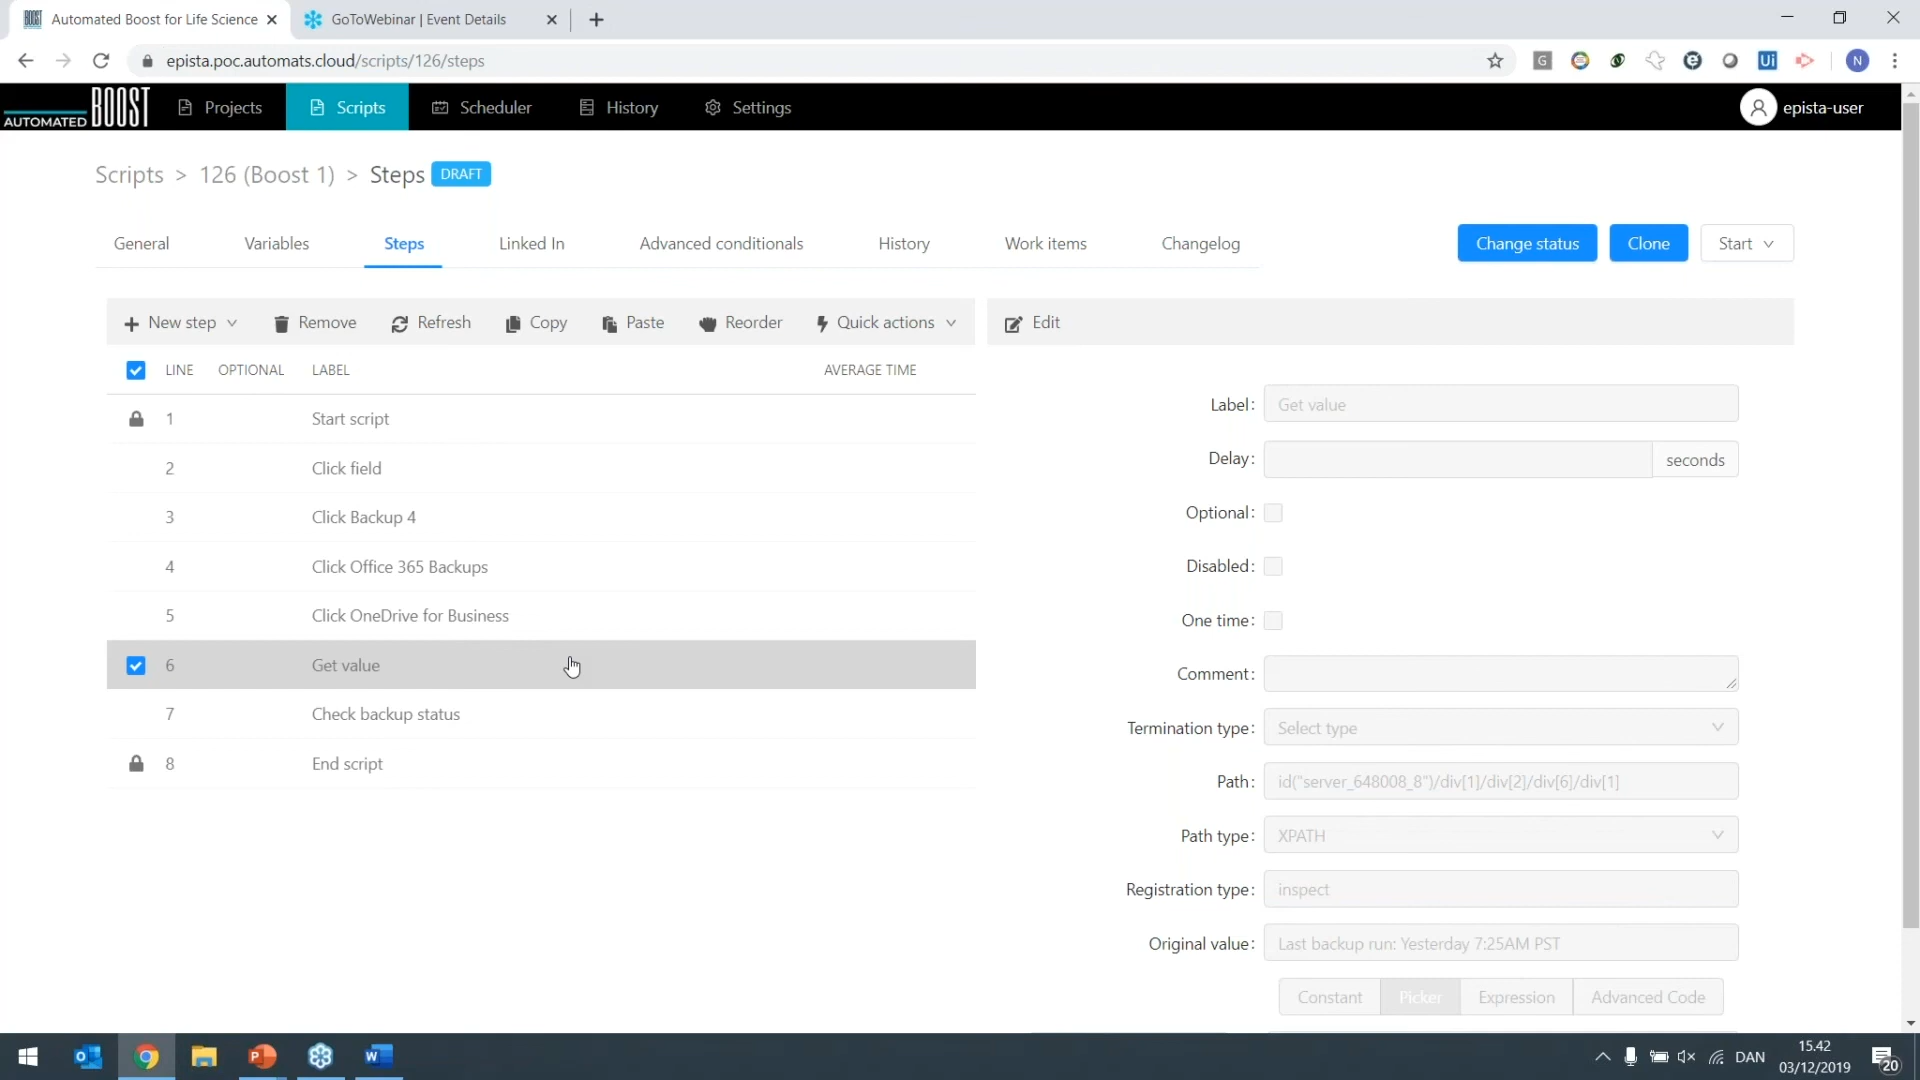 Automated Boost for Life Science
GoToWebinar | Event Details
epista.poc.automats.cloud/scripts/126/steps
G
Ui
N
AUTOMATED BOOST
Projects
Scripts
Scheduler
History
Settings
epista-user
Scripts > 126 (Boost 1) > Steps DRAFT
General
Variables
Steps
Linked In
Advanced conditionals
History
Work items
Changelog
Change status
Clone
Start
New step
Remove
Refresh
Copy
Paste
Reorder
Quick actions
Edit
LINE OPTIONAL LABEL AVERAGE TIME
1 Start script
2 Click field
3 Click Backup 4
4 Click Office 365 Backups
5 Click OneDrive for Business
6 Get value
7 Check backup status
8 End script
Label: Get value
Delay: seconds
Optional:
Disabled:
One time:
Comment:
Termination type: Select type
Path: id("server_648008_8")/div[1]/div[2]/div[6]/div[1]
Path type: XPATH
Registration type: inspect
Original value: Last backup run: Yesterday 7:25AM PST
Constant Picker Expression Advanced Code
DAN
15.42
03/12/2019
20